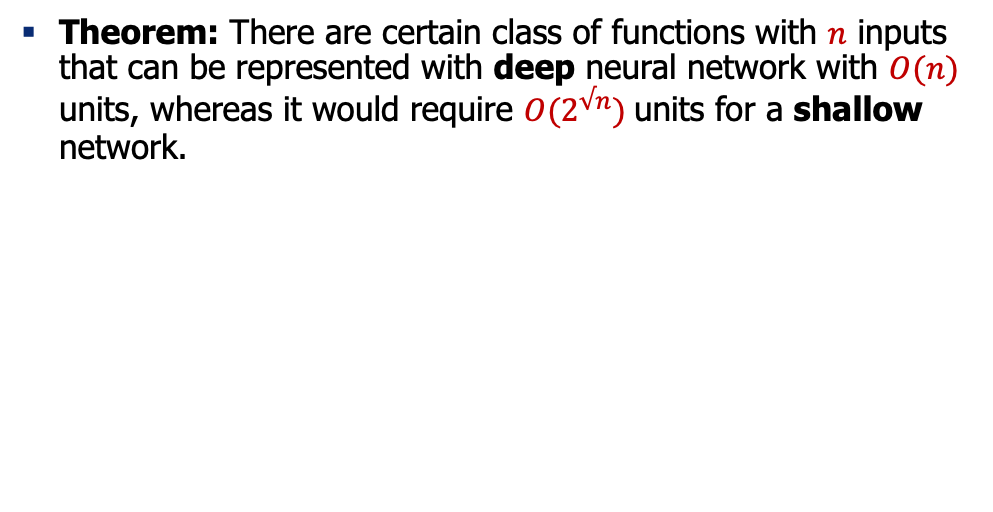 ▪ Theorem: There are certain class of functions with n inputs
that can be represented with deep neural network with O(n)
units, whereas it would require O(2^√n) units for a shallow
network.